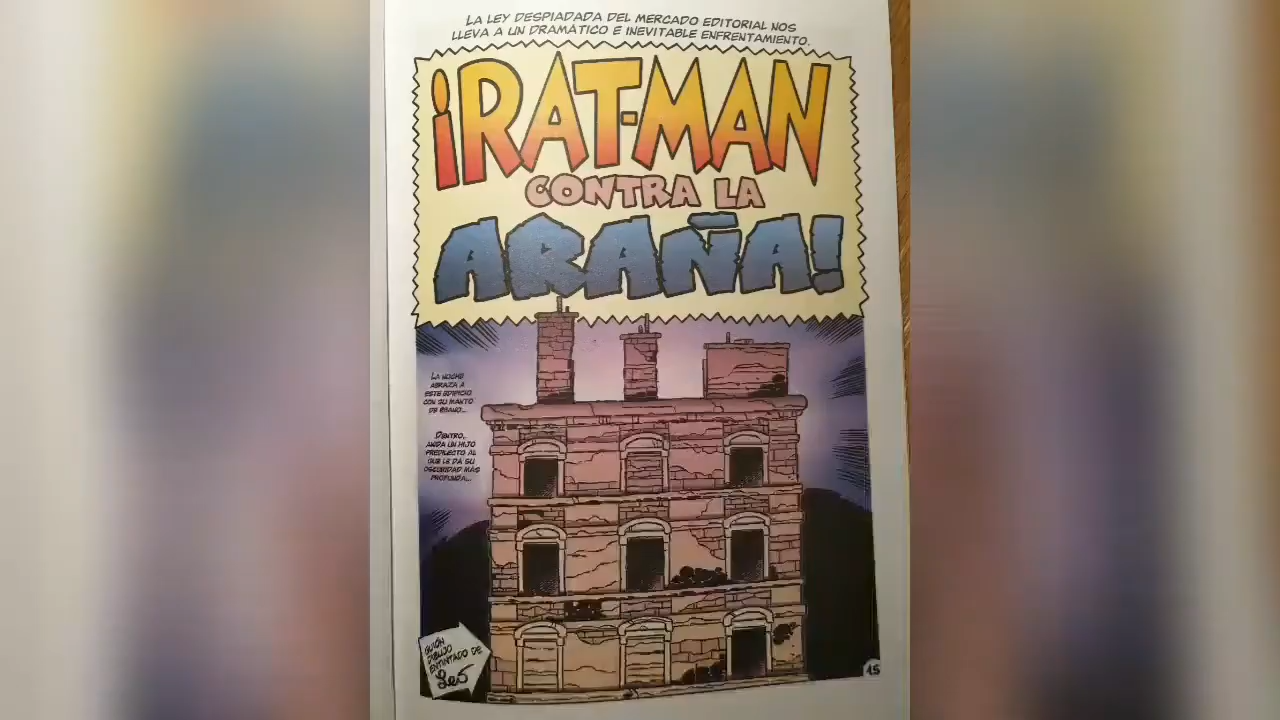 LA LEY DESPIADADA DEL MERCADO EDITORIAL NOS
LLEVA A UN DRAMÁTICO E INEVITABLE ENFRENTAMIENTO.
¡RAT-MAN
CONTRA LA
ARAÑA!
LA NOCHE
ABRAZA A
ESTE EDIFICIO
CON SU MANTO
DE ÉBANO...
DENTRO,
ANIDA UN HIJO
PREDILECTO AL
QUE LE DA SU
OSCURIDAD MÁS
PROFUNDA...
GUIÓN
DIBUJO
ENTINTADO DE
Leo
15